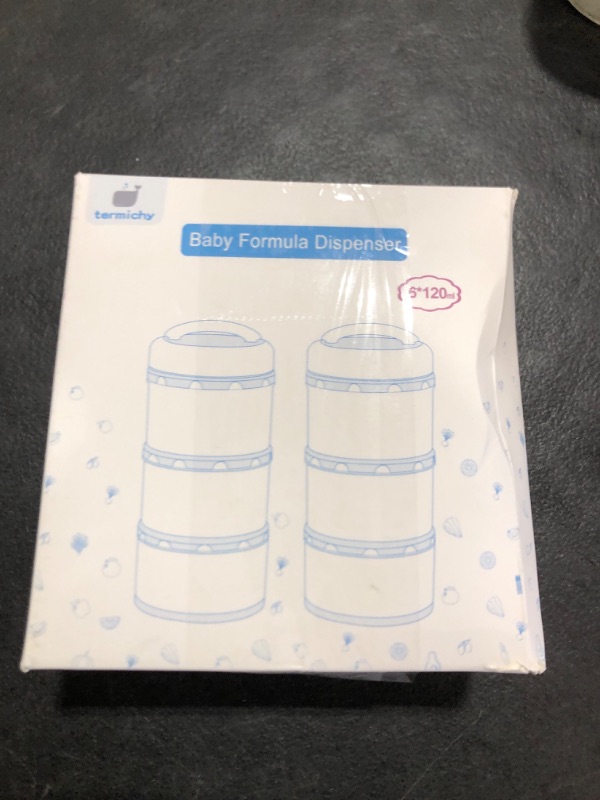 termichy
Baby Formula Dispenser
6*120ml